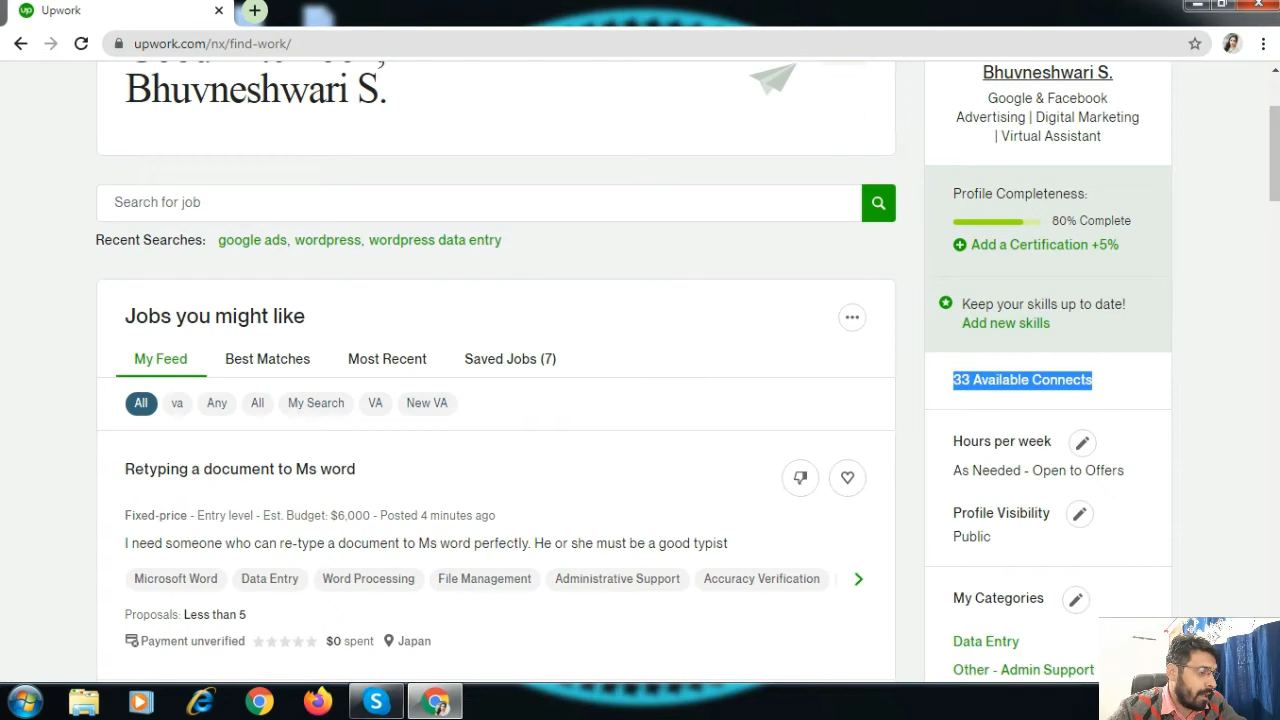 Upwork
upwork.com/nx/find-work/
Bhuvneshwari S.
Search for job
Recent Searches: google ads, wordpress, wordpress data entry
Jobs you might like
My Feed Best Matches Most Recent Saved Jobs (7)
All va Any All My Search VA New VA
Retyping a document to Ms word
Fixed-price - Entry level - Est. Budget: $6,000 - Posted 4 minutes ago
I need someone who can re-type a document to Ms word perfectly. He or she must be a good typist
Microsoft Word Data Entry Word Processing File Management Administrative Support Accuracy Verification
Proposals: Less than 5
Payment unverified $0 spent Japan
Bhuvneshwari S.
Google & Facebook
Advertising | Digital Marketing
| Virtual Assistant
Profile Completeness:
80% Complete
Add a Certification +5%
Keep your skills up to date!
Add new skills
33 Available Connects
Hours per week
As Needed - Open to Offers
Profile Visibility
Public
My Categories
Data Entry
Other - Admin Support